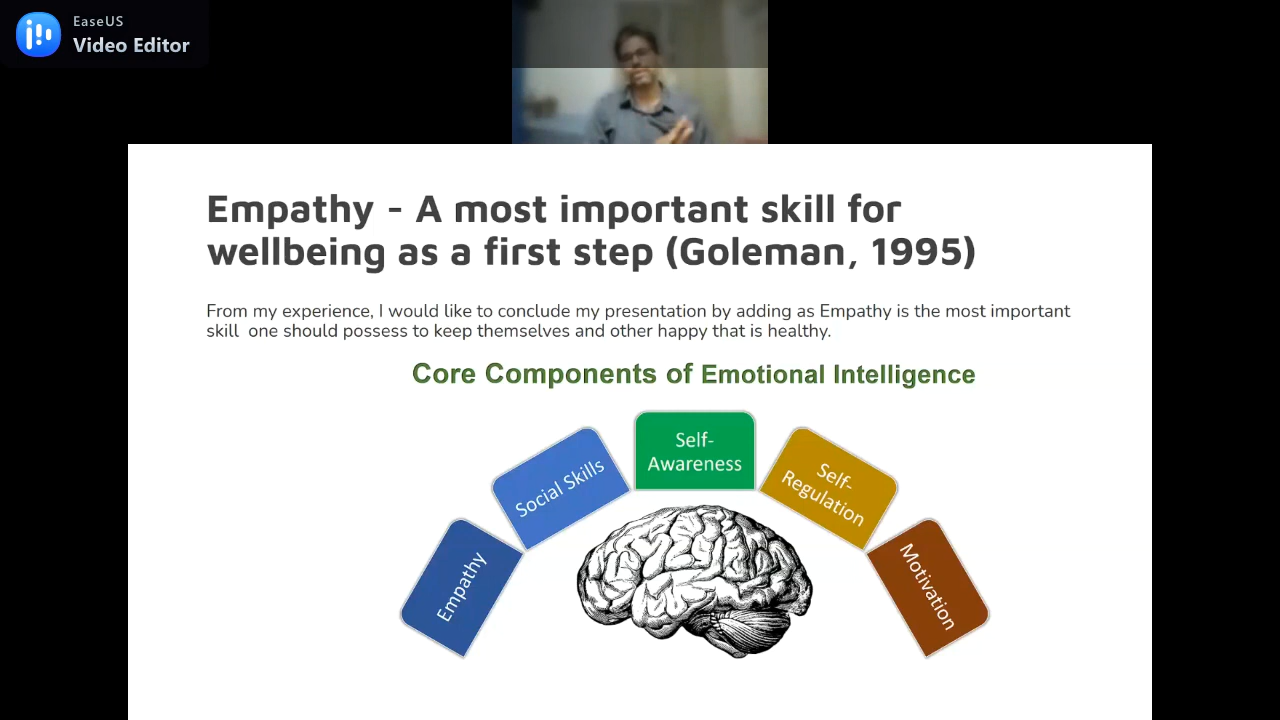 EaseUS
Video Editor
Empathy - A most important skill for
wellbeing as a first step (Goleman, 1995)
From my experience, I would like to conclude my presentation by adding as Empathy is the most important
skill  one should possess to keep themselves and other happy that is healthy.
Core Components of Emotional Intelligence
Empathy
Social Skills
Self-
Awareness
Self-
Regulation
Motivation